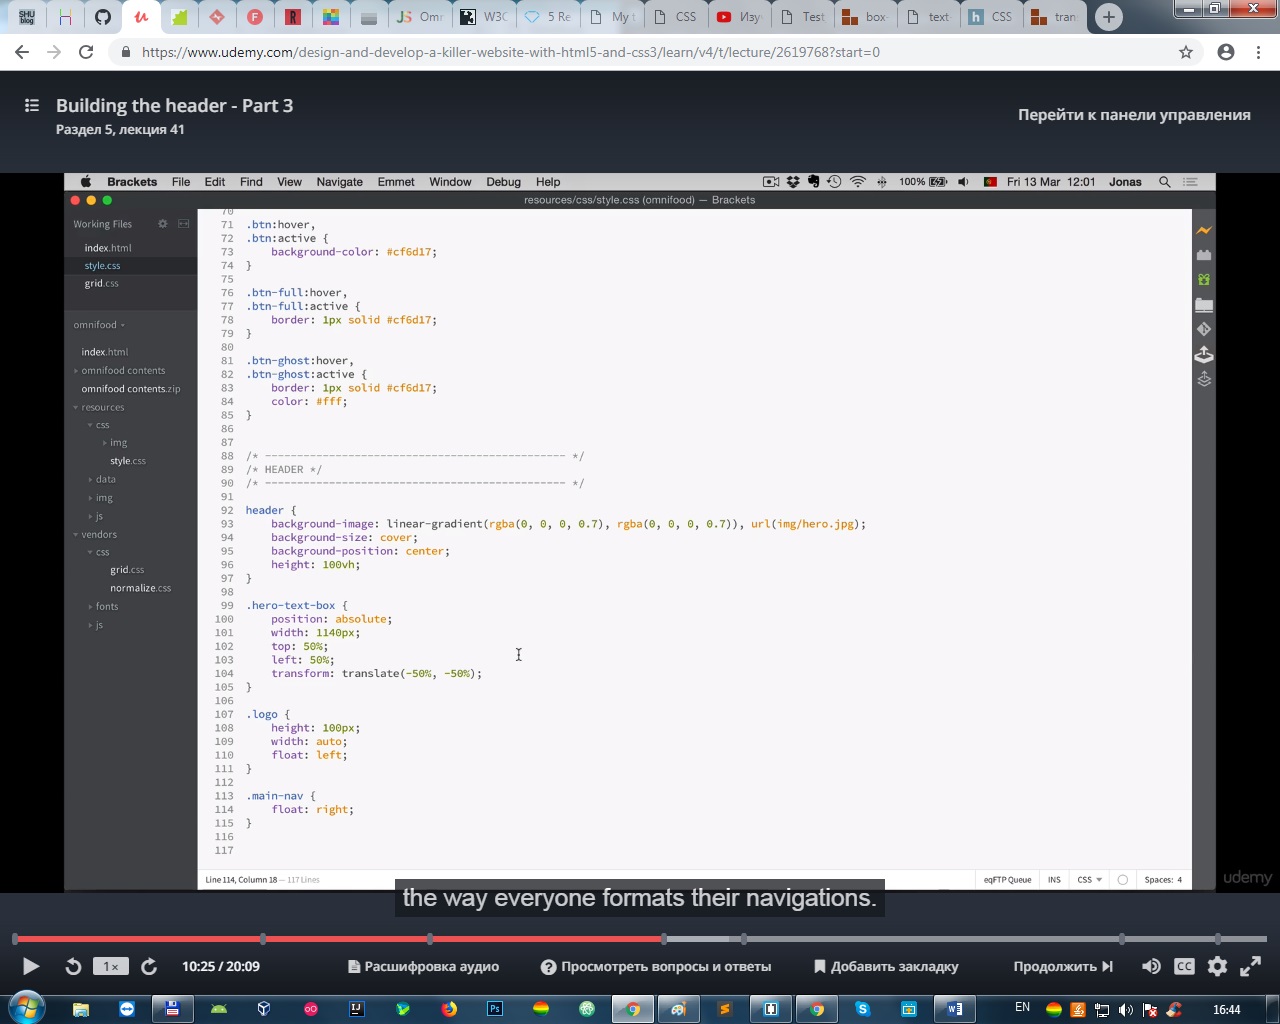 SHU
blog
JS Omr
W3C
5 Re
My t
CSS
Изу
Test
box-
text
CSS
tran
https://www.udemy.com/design-and-develop-a-killer-website-with-html5-and-css3/learn/v4/t/lecture/2619768?start=0
Building the header - Part 3
Раздел 5, лекция 41
Перейти к панели управления
Brackets File Edit Find View Navigate Emmet Window Debug Help
100% Fri 13 Mar 12:01 Jonas
resources/css/style.css (omnifood) — Brackets
Working Files
index.html
style.css
grid.css
omnifood
index.html
omnifood contents
omnifood contents.zip
resources
css
img
style.css
data
img
js
vendors
css
grid.css
normalize.css
fonts
js
70
71 .btn:hover,
72 .btn:active {
73 background-color: #cf6d17;
74 }
75
76 .btn-full:hover,
77 .btn-full:active {
78 border: 1px solid #cf6d17;
79 }
80
81 .btn-ghost:hover,
82 .btn-ghost:active {
83 border: 1px solid #cf6d17;
84 color: #fff;
85 }
86
87
88 /* ----------------------------------------------- */
89 /* HEADER */
90 /* ----------------------------------------------- */
91
92 header {
93 background-image: linear-gradient(rgba(0, 0, 0, 0.7), rgba(0, 0, 0, 0.7)), url(img/hero.jpg);
94 background-size: cover;
95 background-position: center;
96 height: 100vh;
97 }
98
99 .hero-text-box {
100 position: absolute;
101 width: 1140px;
102 top: 50%;
103 left: 50%;
104 transform: translate(-50%, -50%);
105 }
106
107 .logo {
108 height: 100px;
109 width: auto;
110 float: left;
111 }
112
113 .main-nav {
114 float: right;
115 }
116
117
Line 114, Column 18 — 117 Lines
eqFTP Queue INS CSS Spaces: 4
udemy
the way everyone formats their navigations.
1× 10:25 / 20:09 Расшифровка аудио Просмотреть вопросы и ответы Добавить закладку Продолжить CC
EN 16:44